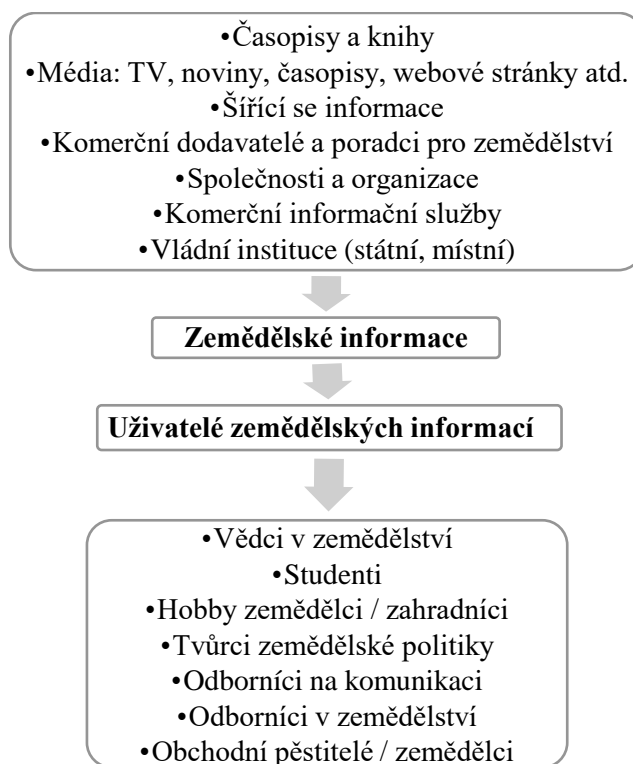 •Časopisy a knihy
•Média: TV, noviny, časopisy, webové stránky atd.
•Šířící se informace
•Komerční dodavatelé a poradci pro zemědělství
•Společnosti a organizace
•Komerční informační služby
•Vládní instituce (státní, místní)
Zemědělské informace
Uživatelé zemědělských informací
•Vědci v zemědělství
•Studenti
•Hobby zemědělci / zahradníci
•Tvůrci zemědělské politiky
•Odborníci na komunikaci
•Odborníci v zemědělství
•Obchodní pěstitelé / zemědělci